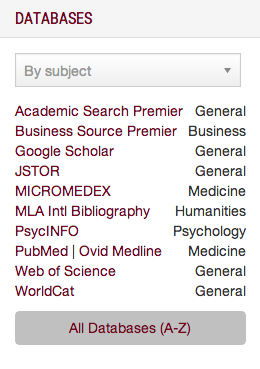 DATABASES
By subject
Academic Search Premier General
Business Source Premier Business
Google Scholar General
JSTOR General
MICROMEDEX Medicine
MLA Intl Bibliography Humanities
PsycINFO Psychology
PubMed | Ovid Medline Medicine
Web of Science General
WorldCat General
All Databases (A-Z)